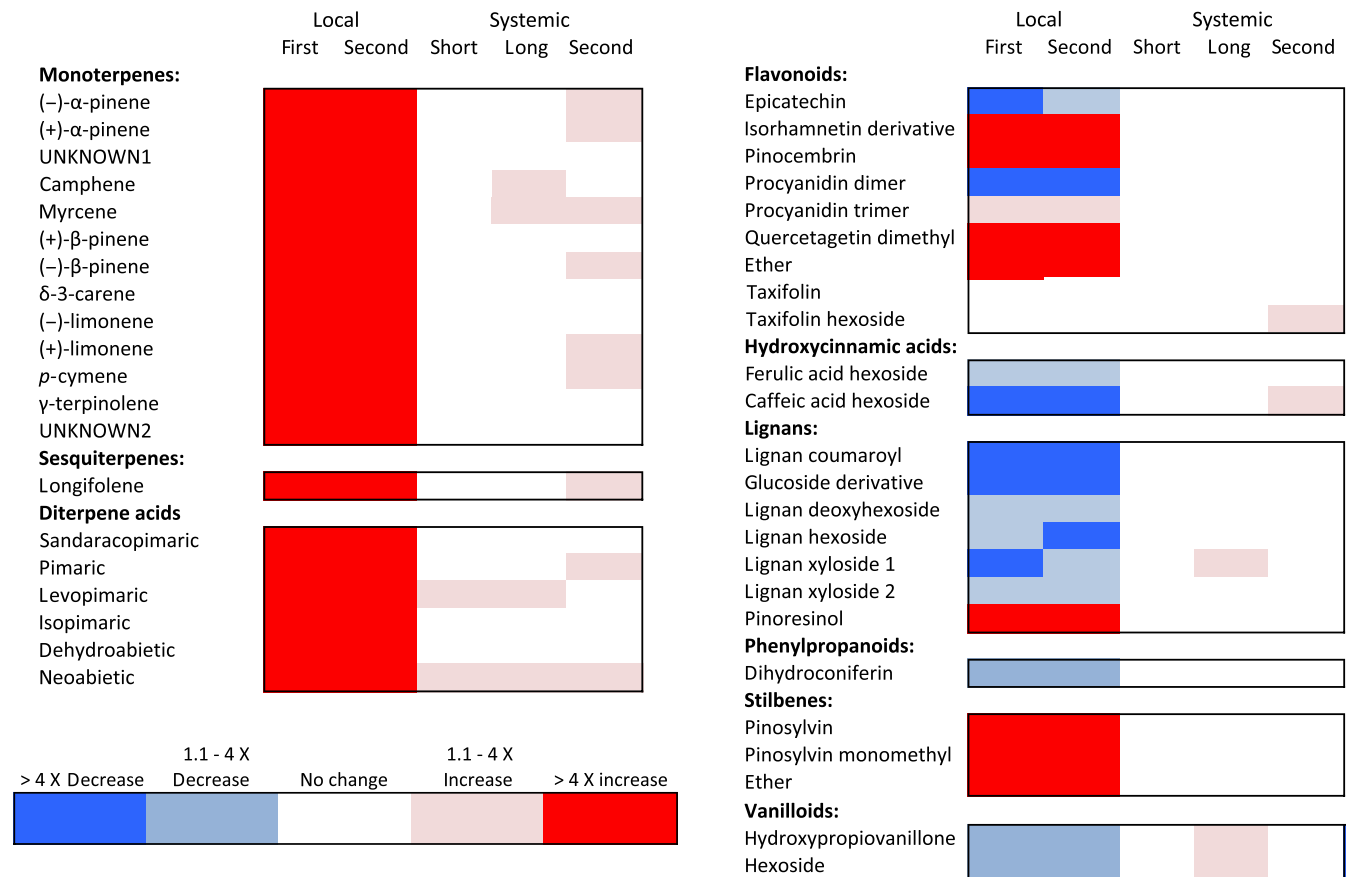 Local Systemic
First Second Short Long Second
Monoterpenes:
(−)-α-pinene
(+)-α-pinene
UNKNOWN1
Camphene
Myrcene
(+)-β-pinene
(−)-β-pinene
δ-3-carene
(−)-limonene
(+)-limonene
p-cymene
γ-terpinolene
UNKNOWN2
Sesquiterpenes:
Longifolene
Diterpene acids
Sandaracopimaric
Pimaric
Levopimaric
Isopimaric
Dehydroabietic
Neoabietic
1.1 - 4 X 1.1 - 4 X
> 4 X Decrease Decrease No change Increase > 4 X increase
Local Systemic
First Second Short Long Second
Flavonoids:
Epicatechin
Isorhamnetin derivative
Pinocembrin
Procyanidin dimer
Procyanidin trimer
Quercetagetin dimethyl
Ether
Taxifolin
Taxifolin hexoside
Hydroxycinnamic acids:
Ferulic acid hexoside
Caffeic acid hexoside
Lignans:
Lignan coumaroyl
Glucoside derivative
Lignan deoxyhexoside
Lignan hexoside
Lignan xyloside 1
Lignan xyloside 2
Pinoresinol
Phenylpropanoids:
Dihydroconiferin
Stilbenes:
Pinosylvin
Pinosylvin monomethyl
Ether
Vanilloids:
Hydroxypropiovanillone
Hexoside